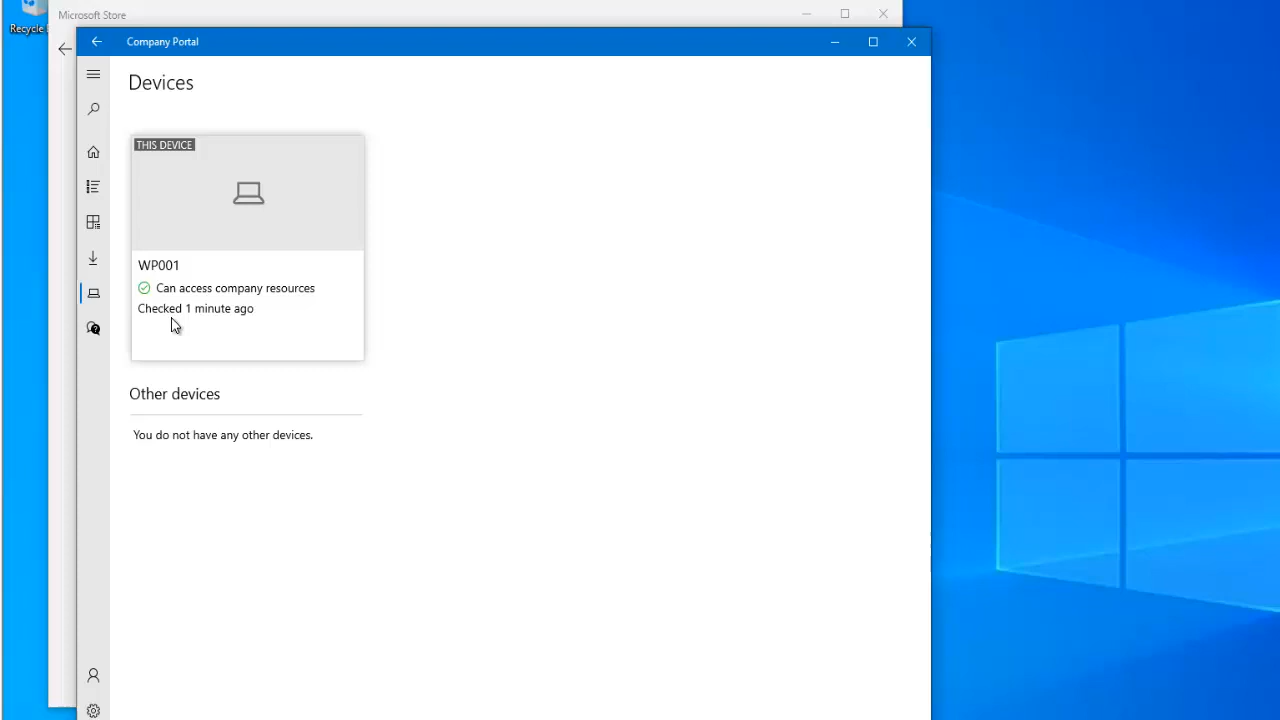 Microsoft Store
Recycle
Company Portal
Devices
THIS DEVICE
WP001
Can access company resources
Checked 1 minute ago
Other devices
You do not have any other devices.